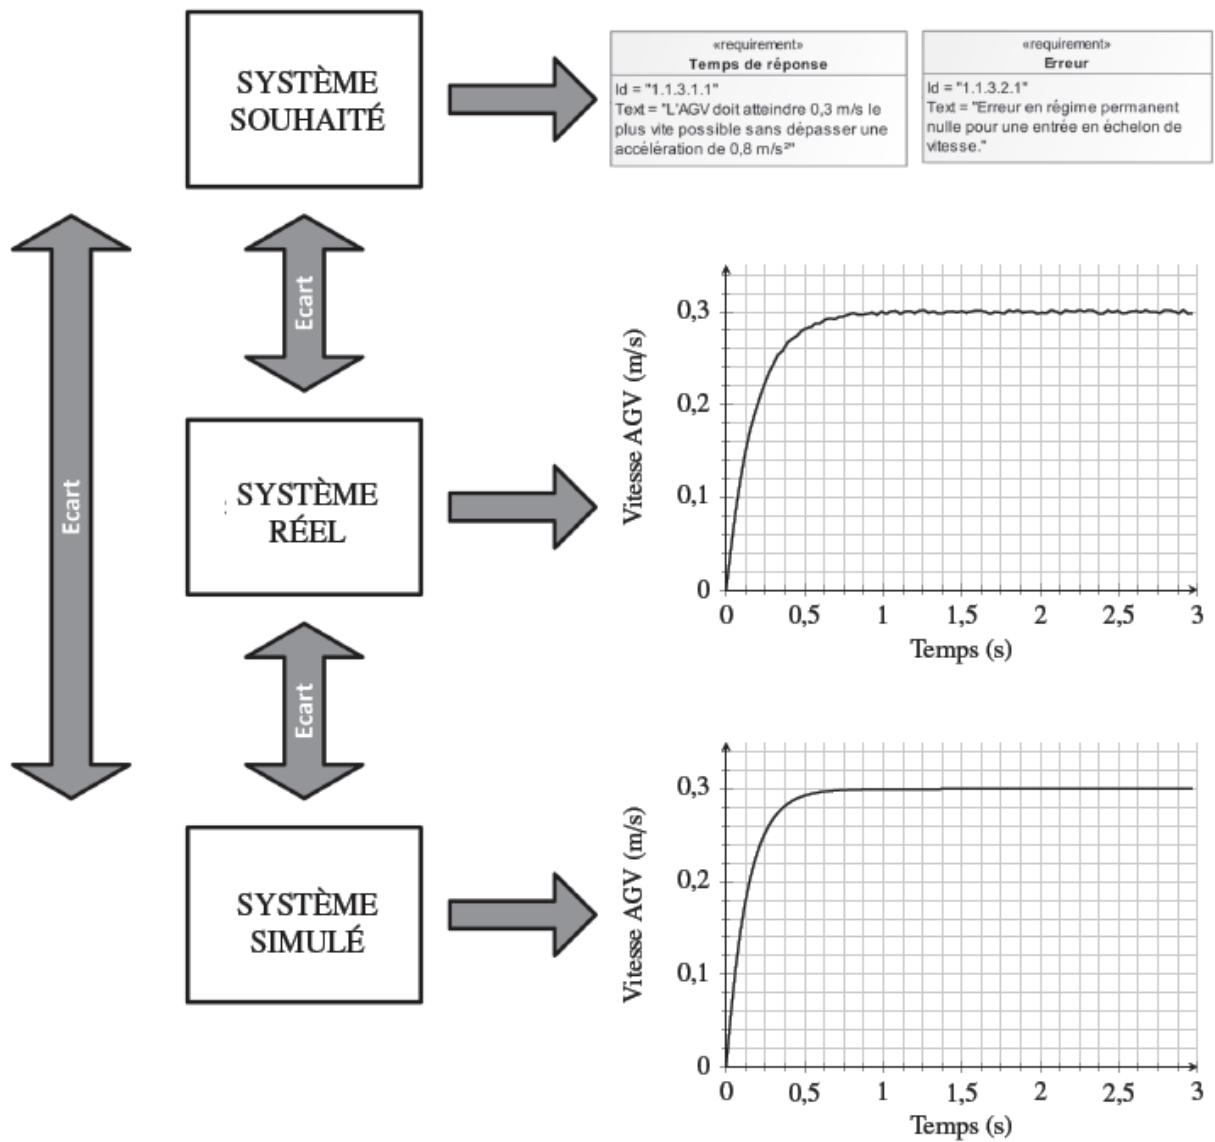 SYSTÈME
SOUHAITÉ
«requirement»
Temps de réponse
Id = "1.1.3.1.1"
Text = "L'AGV doit atteindre 0,3 m/s le
plus vite possible sans dépasser une
accélération de 0,8 m/s²"
«requirement»
Erreur
Id = "1.1.3.2.1"
Text = "Erreur en régime permanent
nulle pour une entrée en échelon de
vitesse."
Ecart
Ecart
SYSTÈME
RÉEL
Vitesse AGV (m/s)
0,3
0,2
0,1
0
0 0,5 1 1,5 2 2,5 3
Temps (s)
Ecart
SYSTÈME
SIMULÉ
Vitesse AGV (m/s)
0,3
0,2
0,1
0
0 0,5 1 1,5 2 2,5 3
Temps (s)